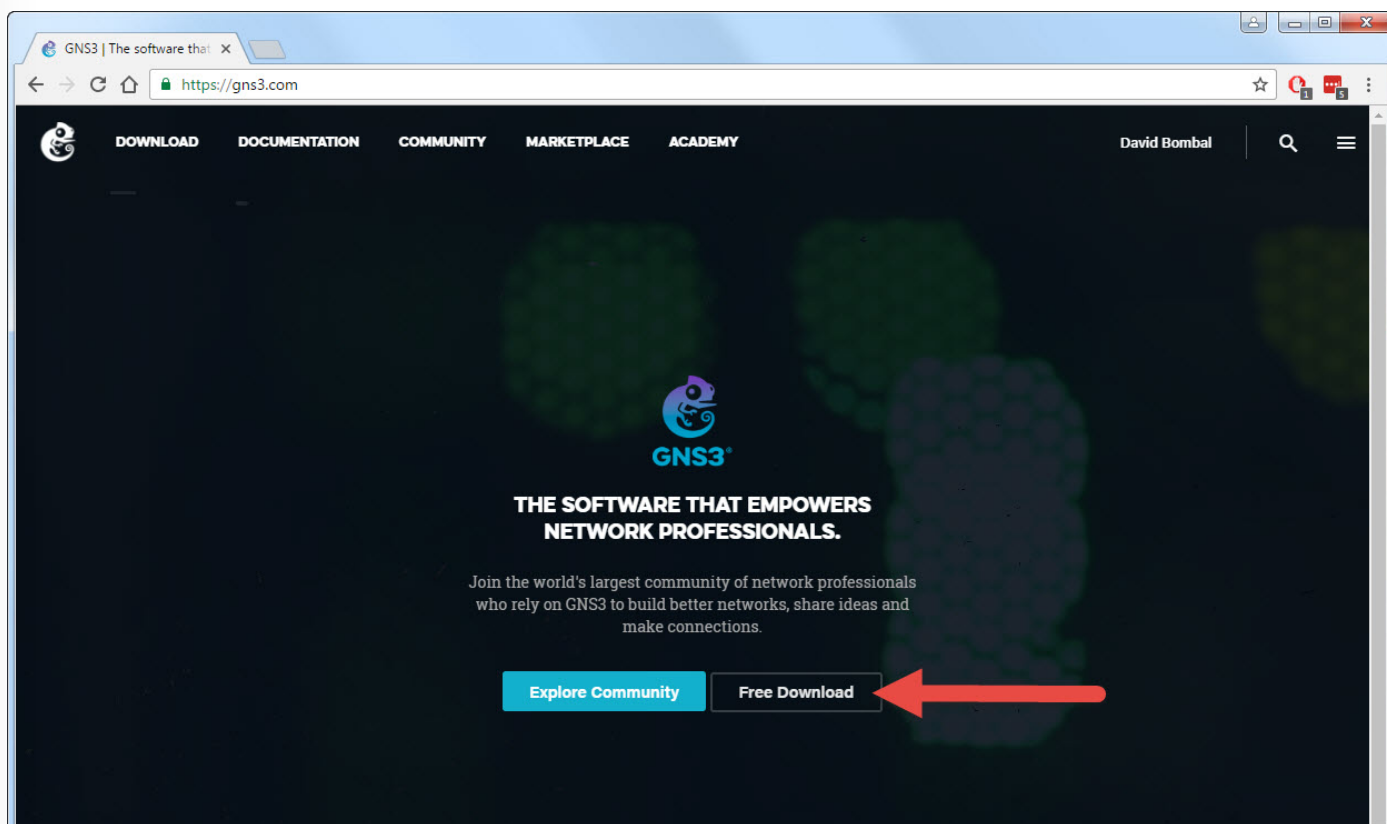 GNS3 | The software that
https://gns3.com
1
5
DOWNLOAD DOCUMENTATION COMMUNITY MARKETPLACE ACADEMY David Bombal
GNS3®
THE SOFTWARE THAT EMPOWERS
NETWORK PROFESSIONALS.
Join the world's largest community of network professionals
who rely on GNS3 to build better networks, share ideas and
make connections.
Explore Community Free Download